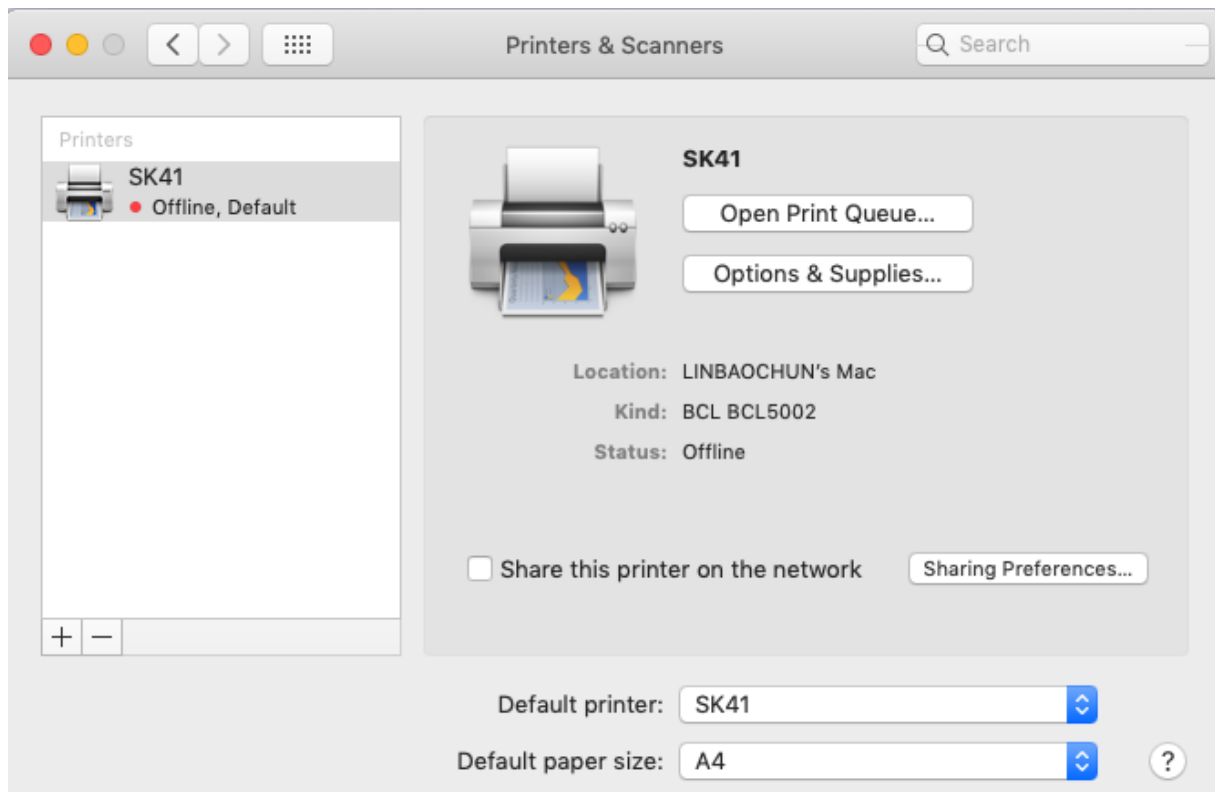 Printers & Scanners
Search
Printers
SK41
Offline, Default
SK41
Open Print Queue...
Options & Supplies...
Location: LINBAOCHUN's Mac
Kind: BCL BCL5002
Status: Offline
Share this printer on the network
Sharing Preferences...
Default printer: SK41
Default paper size: A4
?